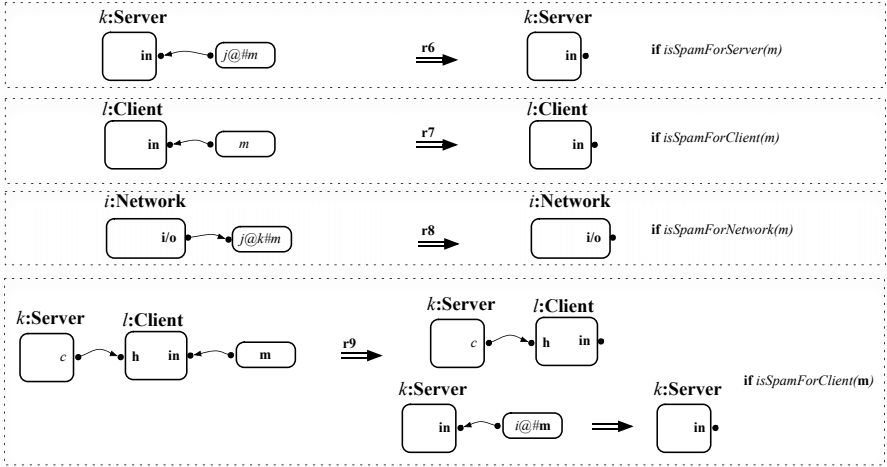 k:Server k:Server
in j@#m r6 in if isSpamForServer(m)
l:Client l:Client
in m r7 in if isSpamForClient(m)
i:Network i:Network
i/o j@k#m r8 i/o if isSpamForNetwork(m)
k:Server l:Client k:Server l:Client
c h in m r9 c h in
k:Server k:Server if isSpamForClient(m)
in i@#m in